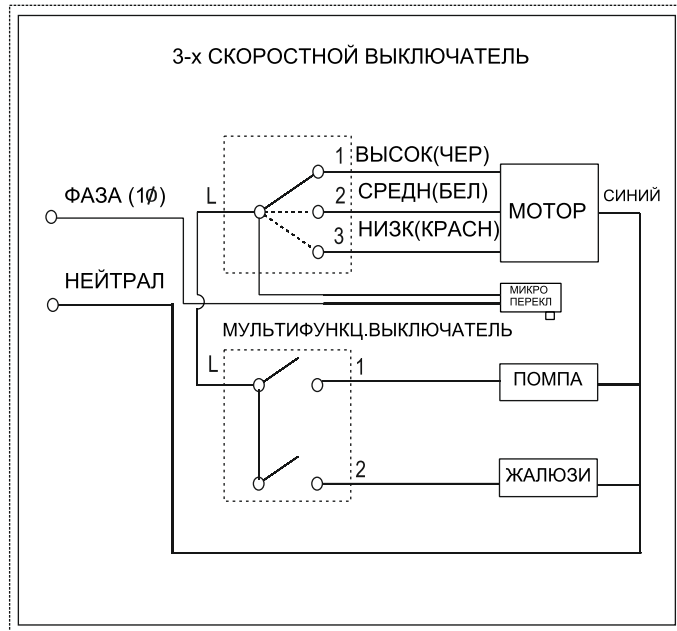 3-х СКОРОСТНОЙ ВЫКЛЮЧАТЕЛЬ
ФАЗА (1Ø)
L
1 ВЫСОК(ЧЕР)
2 СРЕДН(БЕЛ)
3 НИЗК(КРАСН)
МОТОР
СИНИЙ
НЕЙТРАЛ
МИКРО
ПЕРЕКЛ
МУЛЬТИФУНКЦ.ВЫКЛЮЧАТЕЛЬ
L
1
ПОМПА
2
ЖАЛЮЗИ